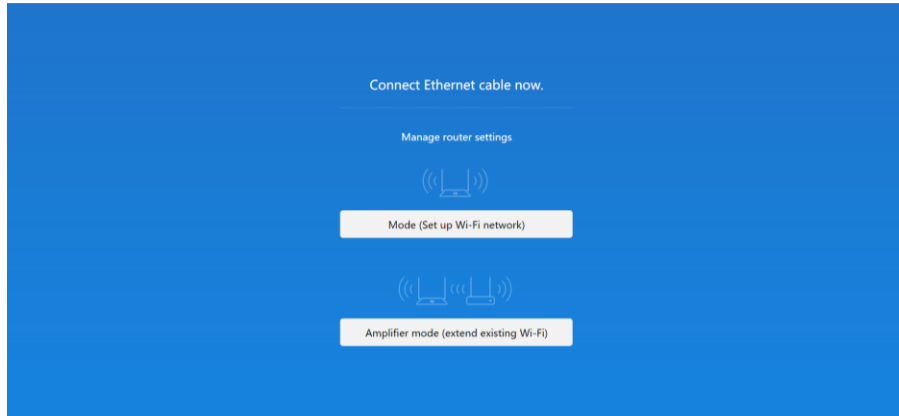 Connect Ethernet cable now.
Manage router settings
Mode (Set up Wi-Fi network)
Amplifier mode (extend existing Wi-Fi)